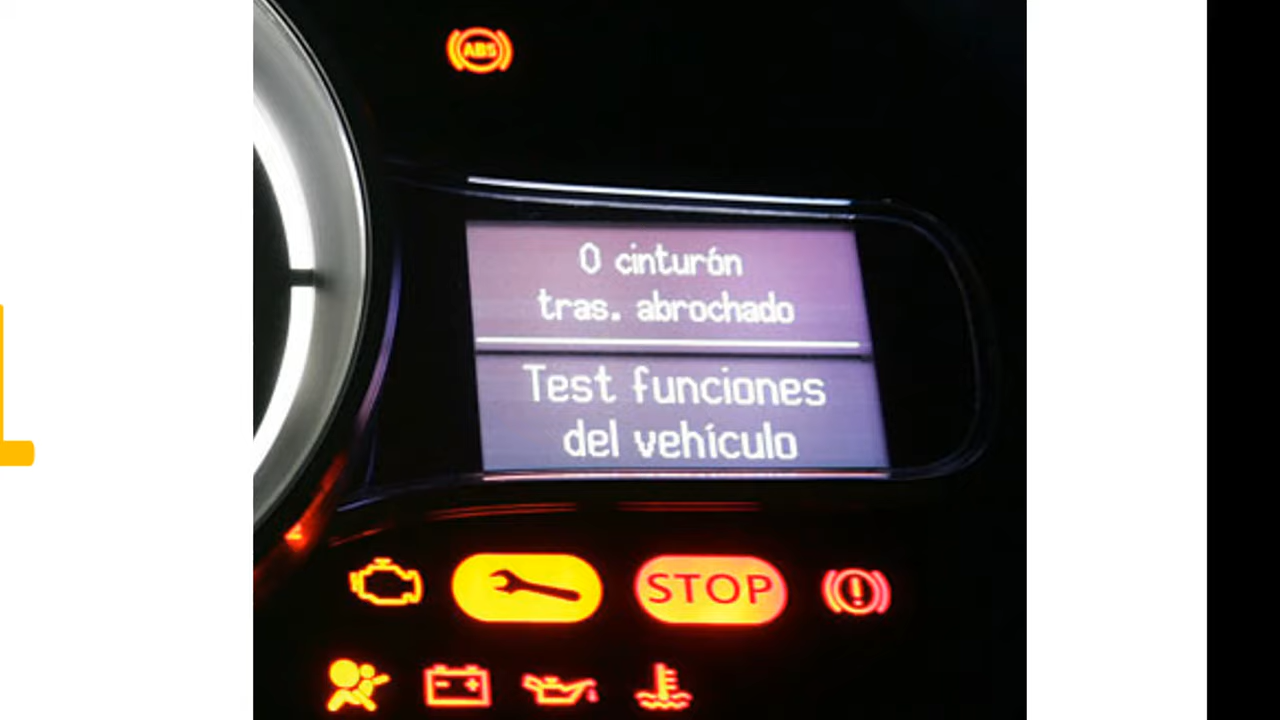 ABS
0 cinturón
tras. abrochado
Test funciones
del vehículo
STOP